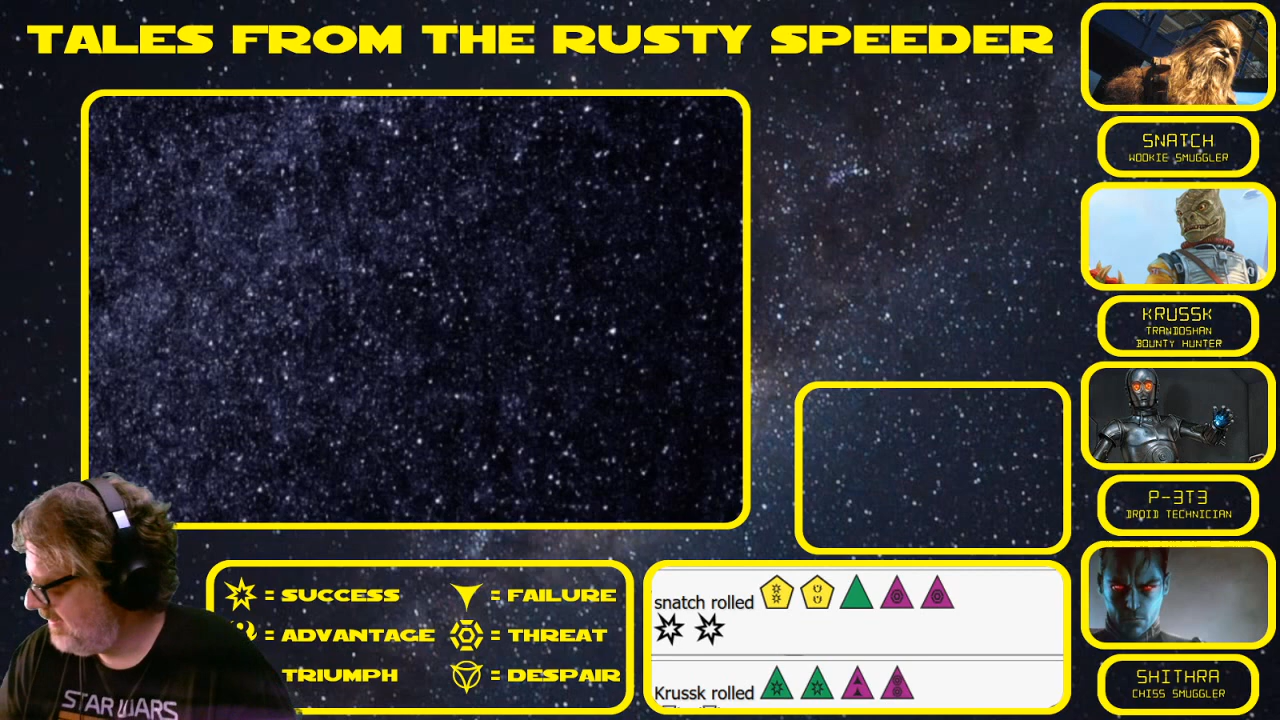 TALES FROM THE RUSTY SPEEDER
SNATCH
WOOKIE SMUGGLER
KRUSSK
TRANDOSHAN
BOUNTY HUNTER
P-3T3
DROID TECHNICIAN
SHITHRA
CHISS SMUGGLER
= SUCCESS
= FAILURE
= ADVANTAGE
= THREAT
TRIUMPH
= DESPAIR
snatch rolled
Krussk rolled
STAR WARS